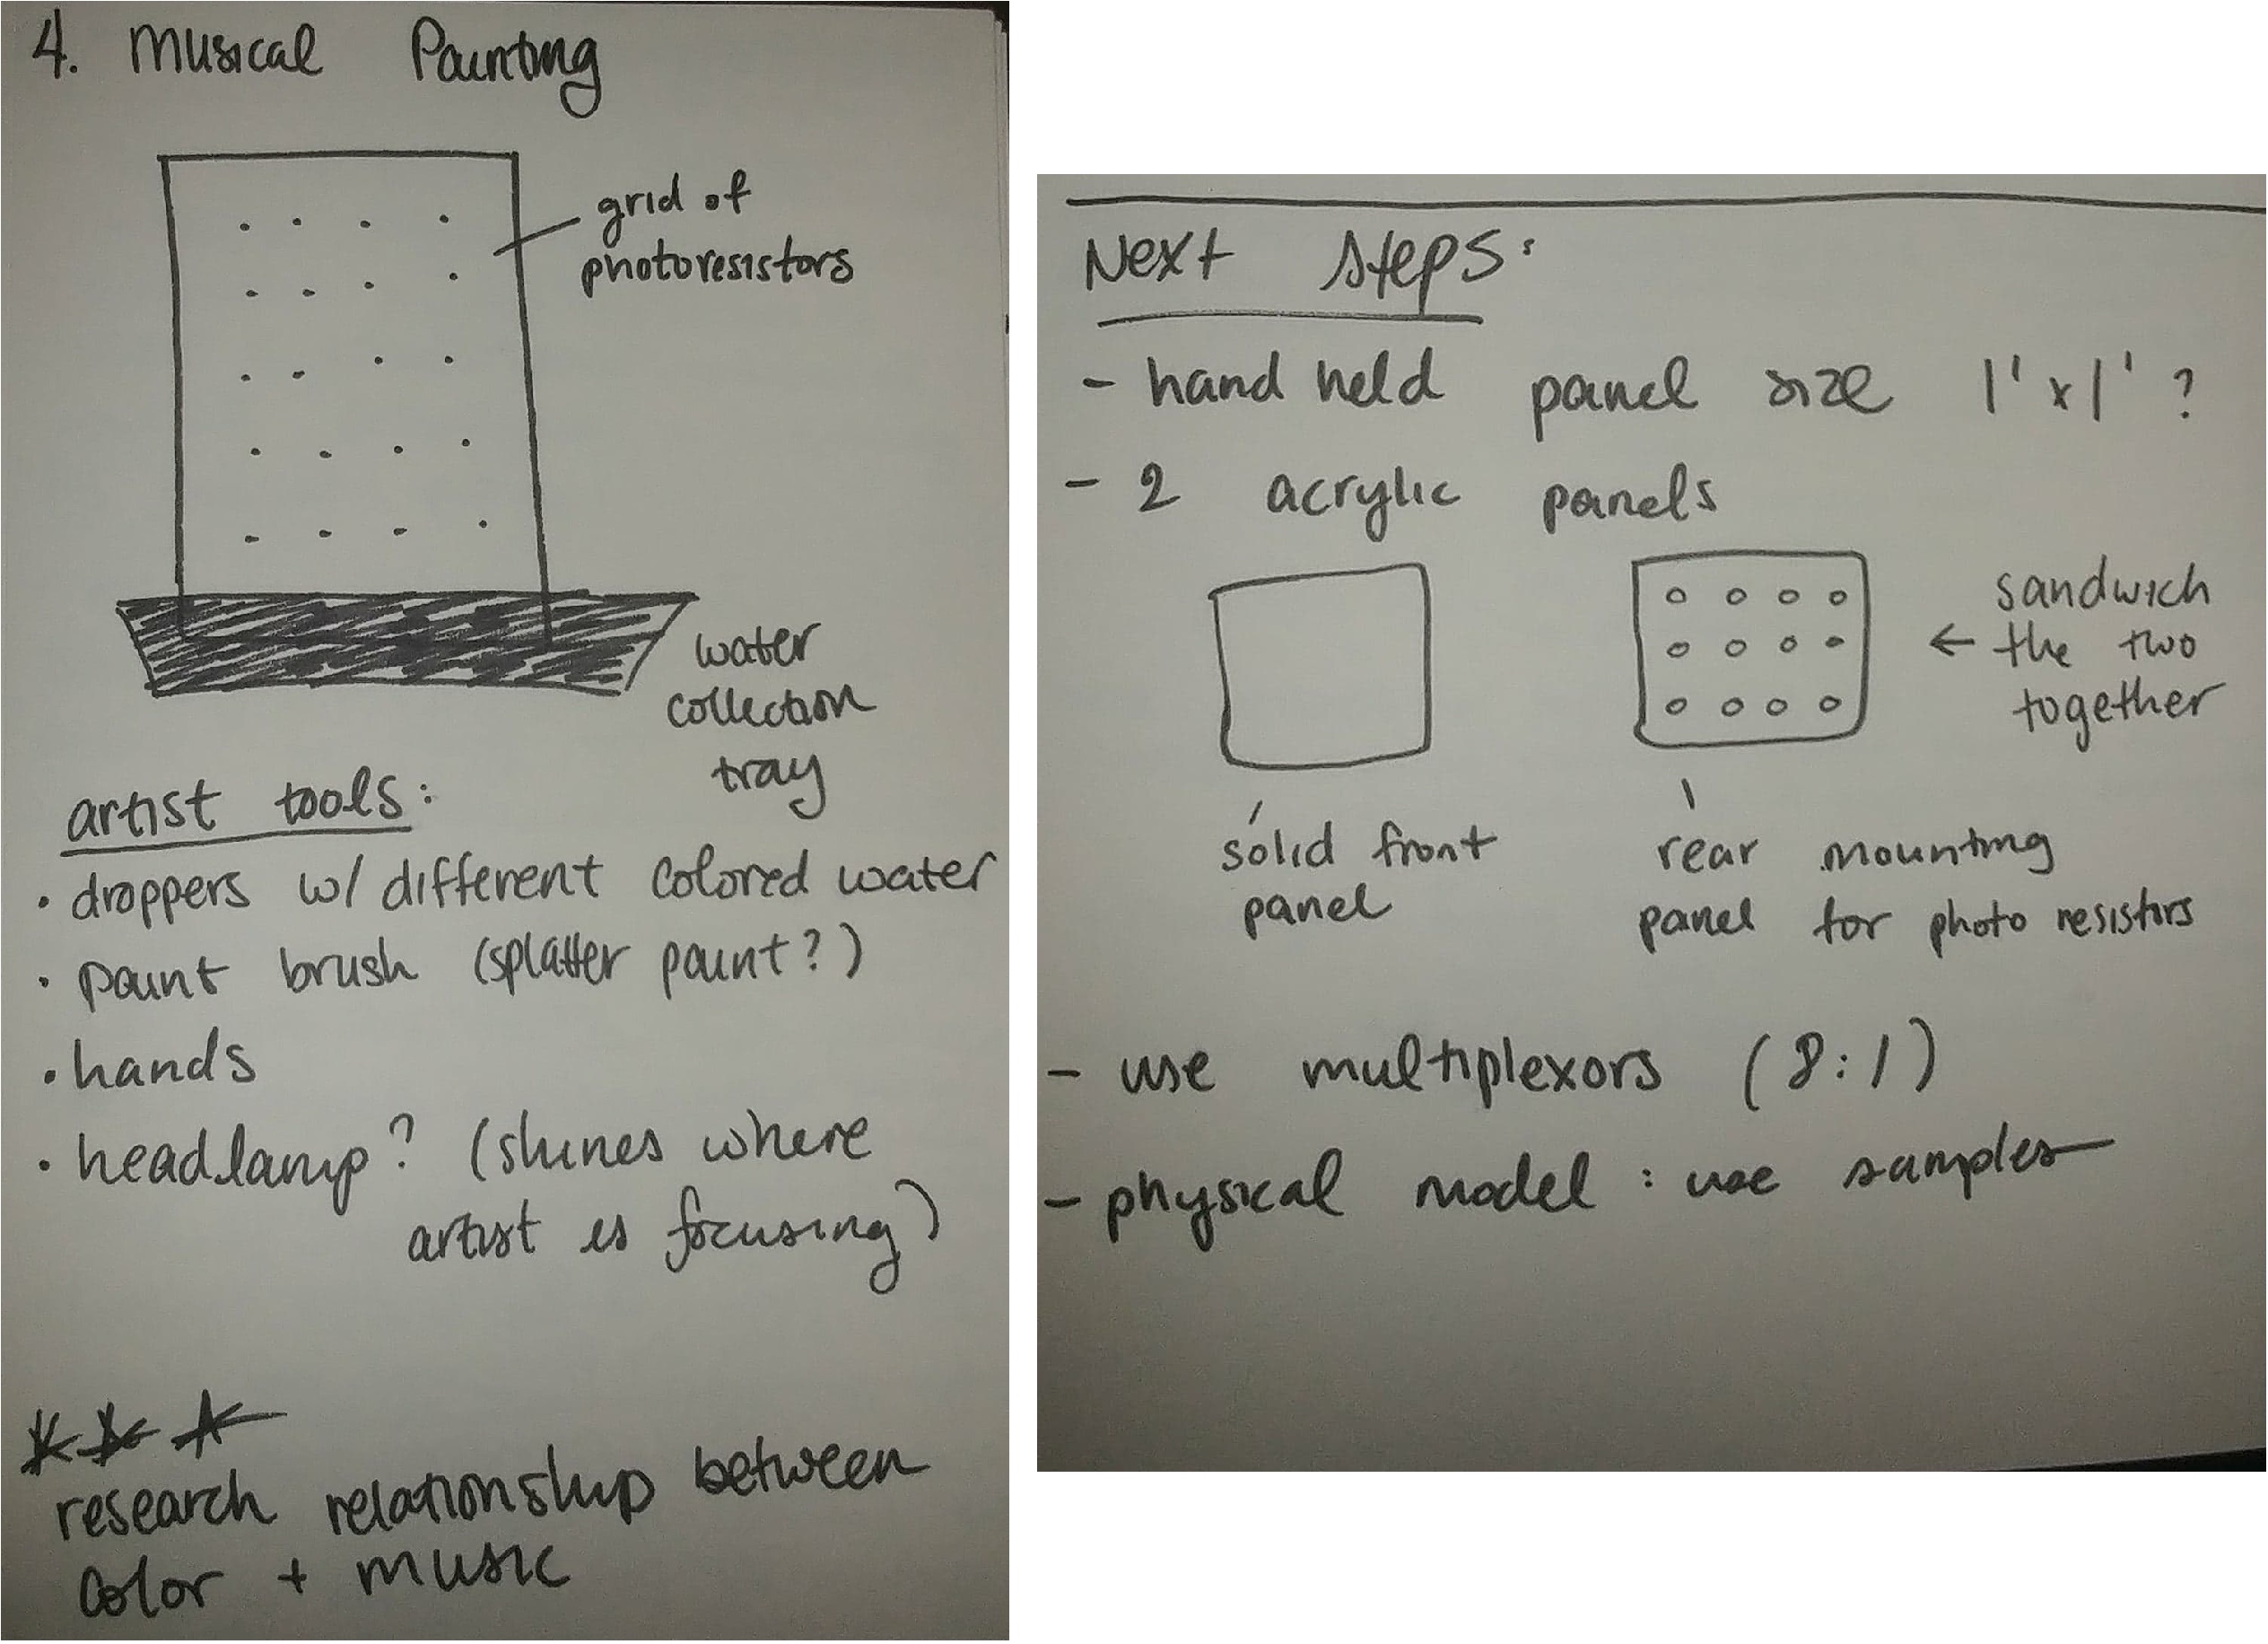 4. Musical Painting
grid of
photoresistors
water
collection
tray
artist tools:
• droppers w/ different colored water
• paint brush (splatter paint?)
• hands
• headlamp? (shines where
artist is focusing)
research relationship between
color + music
Next steps:
- hand held panel size 1' x 1' ?
- 2 acrylic panels
← sandwich
the two
together
solid front
panel
rear mounting
panel for photo resistors
- use multiplexors (8:1)
- physical model : use samples